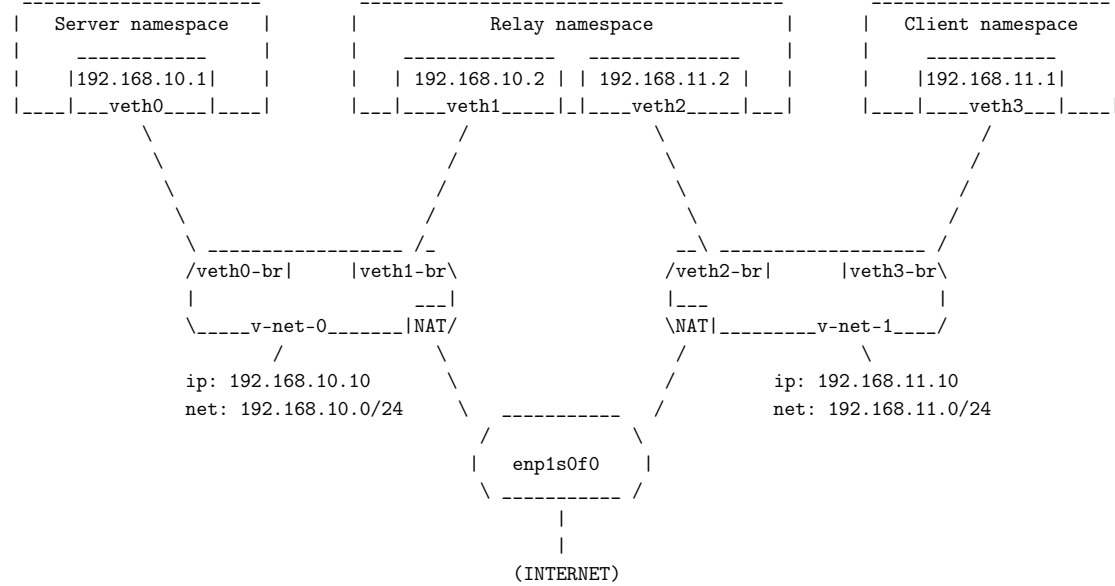 Server namespace Relay namespace Client namespace
192.168.10.1 192.168.10.2 192.168.11.2 192.168.11.1
veth0 veth1 veth2 veth3
veth0-br veth1-br veth2-br veth3-br
v-net-0 NAT NAT v-net-1
ip: 192.168.10.10 ip: 192.168.11.10
net: 192.168.10.0/24 net: 192.168.11.0/24
enp1s0f0
(INTERNET)